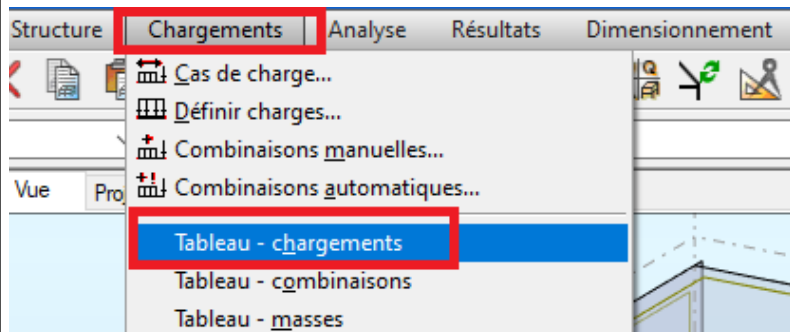 Structure Chargements Analyse Résultats Dimensionnement
Cas de charge...
Définir charges...
Combinaisons manuelles...
Vue Pro
Combinaisons automatiques...
Tableau - chargements
Tableau - combinaisons
Tableau - masses